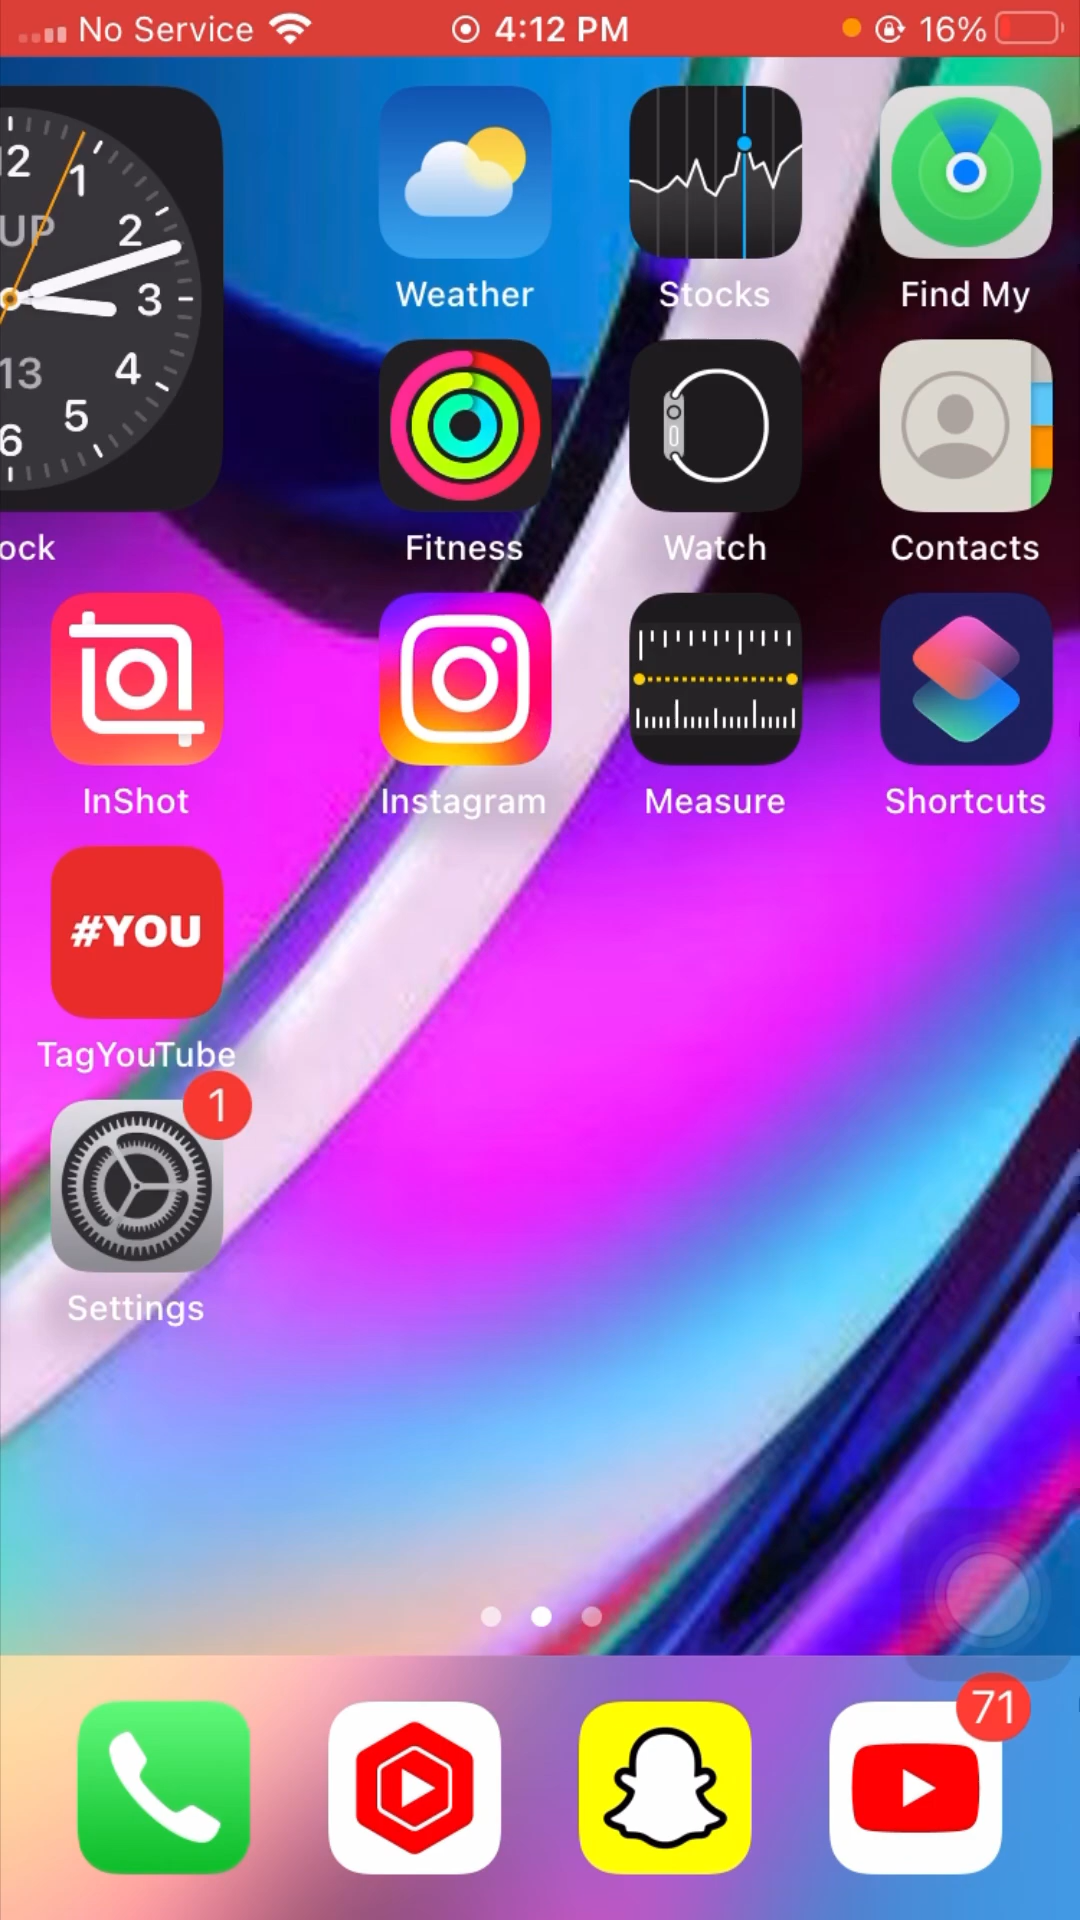 No Service 4:12 PM 16%
12
1
UP
2
3
13
4
5
6
Weather Stocks Find My
ock Fitness Watch Contacts
InShot Instagram Measure Shortcuts
#YOU
TagYouTube
1
Settings
71